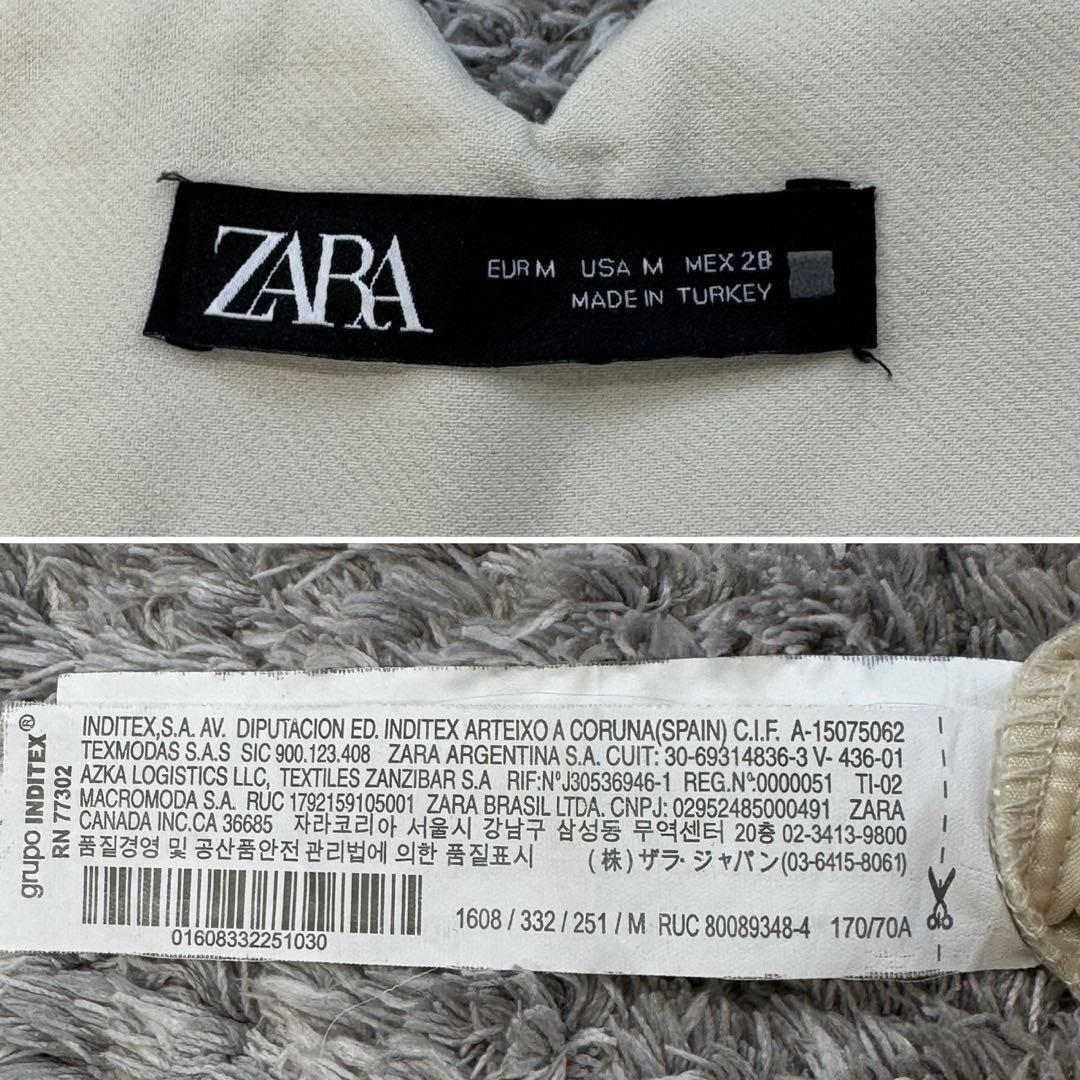 ZARA
EUR M USA M MEX 28
MADE IN TURKEY
grupo INDITEX®
RN 77302
INDITEX,S.A. AV. DIPUTACION ED. INDITEX ARTEIXO A CORUNA(SPAIN) C.I.F. A-15075062
TEXMODAS S.A.S SIC 900.123.408 ZARA ARGENTINA S.A. CUIT: 30-69314836-3 V- 436-01
AZKA LOGISTICS LLC, TEXTILES ZANZIBAR S.A RIF:Nº J30536946-1 REG.Nº:0000051 TI-02
MACROMODA S.A. RUC 1792159105001 ZARA BRASIL LTDA. CNPJ: 02952485000491 ZARA
CANADA INC.CA 36685 자라코리아 서울시 강남구 삼성동 무역센터 20층 02-3413-9800
품질경영 및 공산품안전 관리법에 의한 품질표시 (株) ザラ・ジャパン(03-6415-8061)
01608332251030
1608 / 332 / 251 / M RUC 80089348-4 170/70A